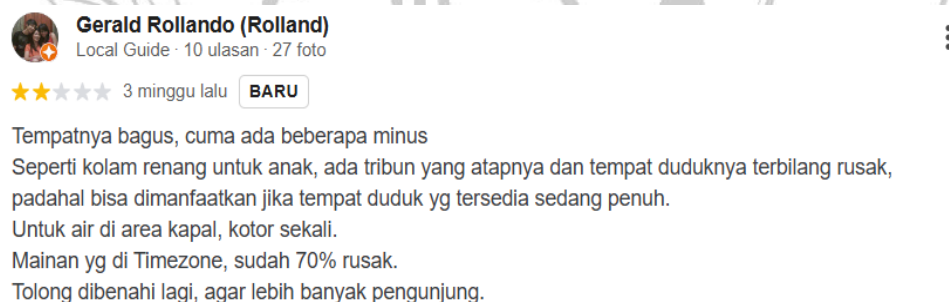 Gerald Rollando (Rolland)
Local Guide · 10 ulasan · 27 foto
3 minggu lalu BARU
Tempatnya bagus, cuma ada beberapa minus
Seperti kolam renang untuk anak, ada tribun yang atapnya dan tempat duduknya terbilang rusak,
padahal bisa dimanfaatkan jika tempat duduk yg tersedia sedang penuh.
Untuk air di area kapal, kotor sekali.
Mainan yg di Timezone, sudah 70% rusak.
Tolong dibenahi lagi, agar lebih banyak pengunjung.